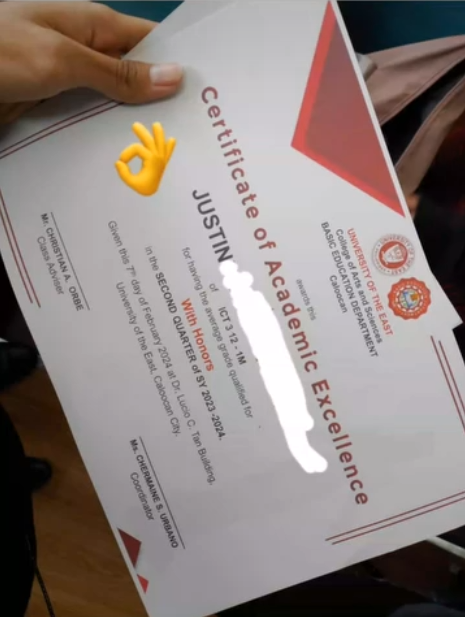 UNIVERSITY OF THE EAST
College of Arts and Sciences
BASIC EDUCATION DEPARTMENT
Caloocan
awards this
Certificate of Academic Excellence
JUSTIN
of ICT3 12 - 1M
for having the average grade qualified for
With Honors
in the SECOND QUARTER of SY 2023-2024.
Given this 7th day of February 2024 at Dr. Lucio C. Tan Building,
University of the East, Caloocan City.
Mr. CHRISTIAN A. ORBE
Class Adviser
Ms. CHERMAINE S. URBANO
Coordinator